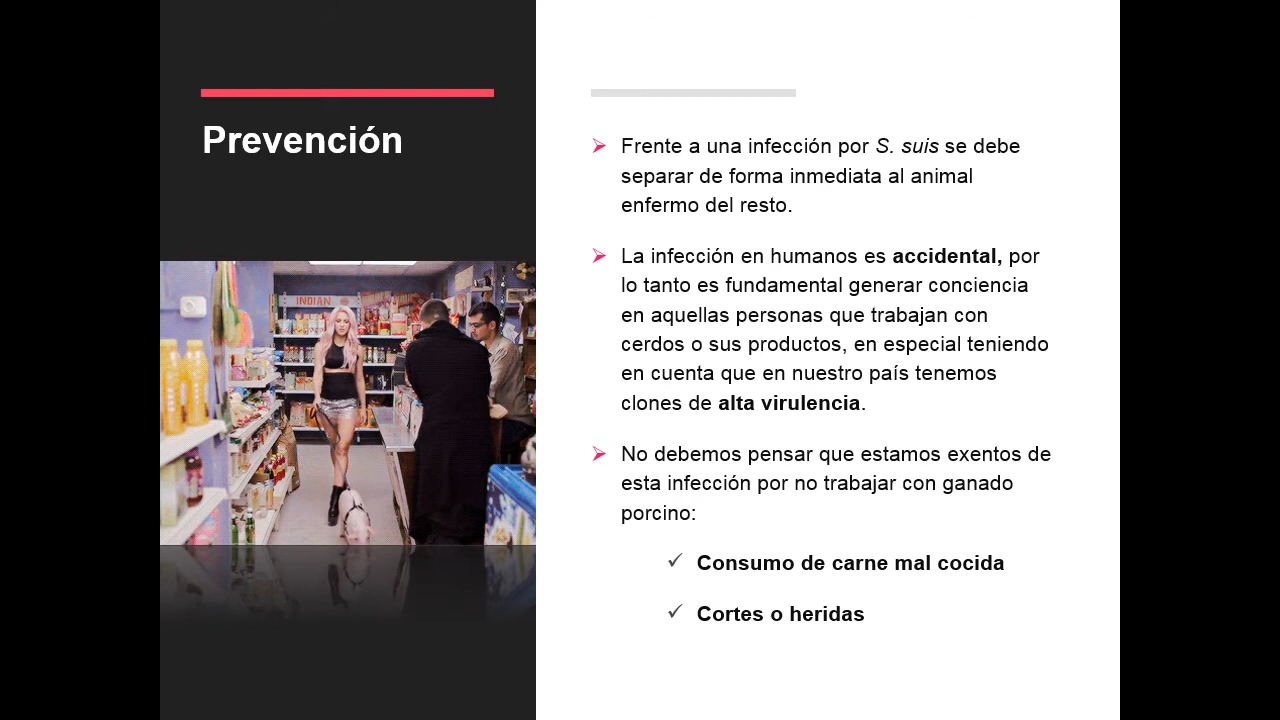 Prevención
INDIAN
Frente a una infección por S. suis se debe
separar de forma inmediata al animal
enfermo del resto.
La infección en humanos es accidental, por
lo tanto es fundamental generar conciencia
en aquellas personas que trabajan con
cerdos o sus productos, en especial teniendo
en cuenta que en nuestro país tenemos
clones de alta virulencia.
No debemos pensar que estamos exentos de
esta infección por no trabajar con ganado
porcino:
Consumo de carne mal cocida
Cortes o heridas